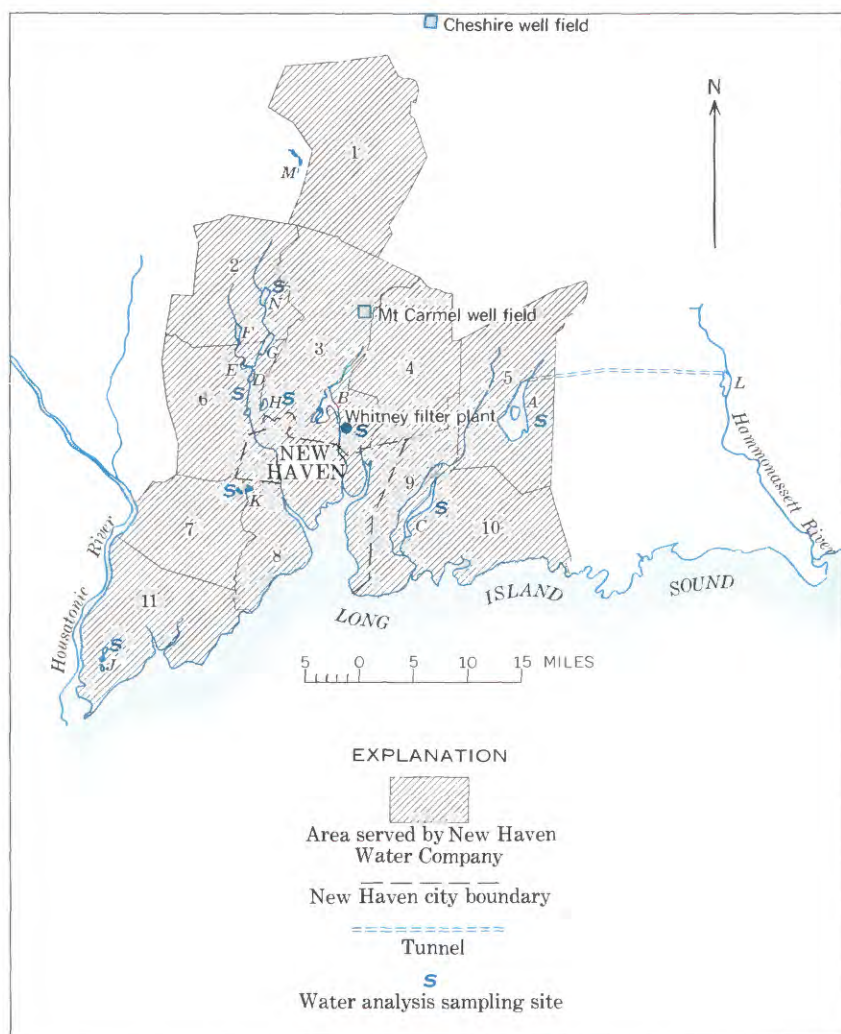 Cheshire well field
N
1
M
2
S
N
Mt Carmel well field
F
G
3
4
5
E
D
L
6
S
H
S
B
A
S
Whitney filter plant
S
NEW
HAVEN
9
S
K
S
C
10
7
8
Hammonassett River
Housatonic River
11
S
J
LONG ISLAND SOUND
5 0 5 10 15 MILES
EXPLANATION
Area served by New Haven
Water Company
New Haven city boundary
Tunnel
S
Water analysis sampling site